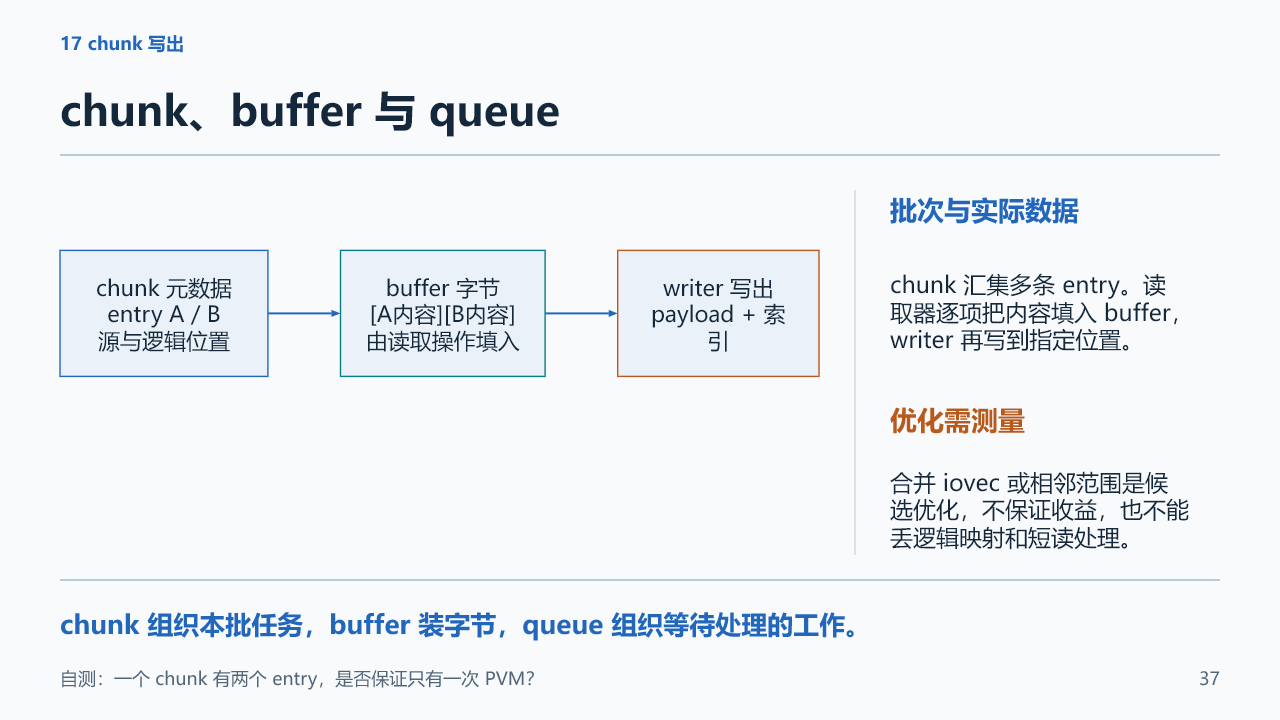 17 chunk 写出
chunk、buffer 与 queue
chunk 元数据
entry A / B
源与逻辑位置
buffer 字节
[A内容][B内容]
由读取操作填入
writer 写出
payload + 索
引
批次与实际数据
chunk 汇集多条 entry。读
取器逐项把内容填入 buffer，
writer 再写到指定位置。
优化需测量
合并 iovec 或相邻范围是候
选优化，不保证收益，也不能
丢逻辑映射和短读处理。
chunk 组织本批任务，buffer 装字节，queue 组织等待处理的工作。
自测：一个 chunk 有两个 entry，是否保证只有一次 PVM？
37